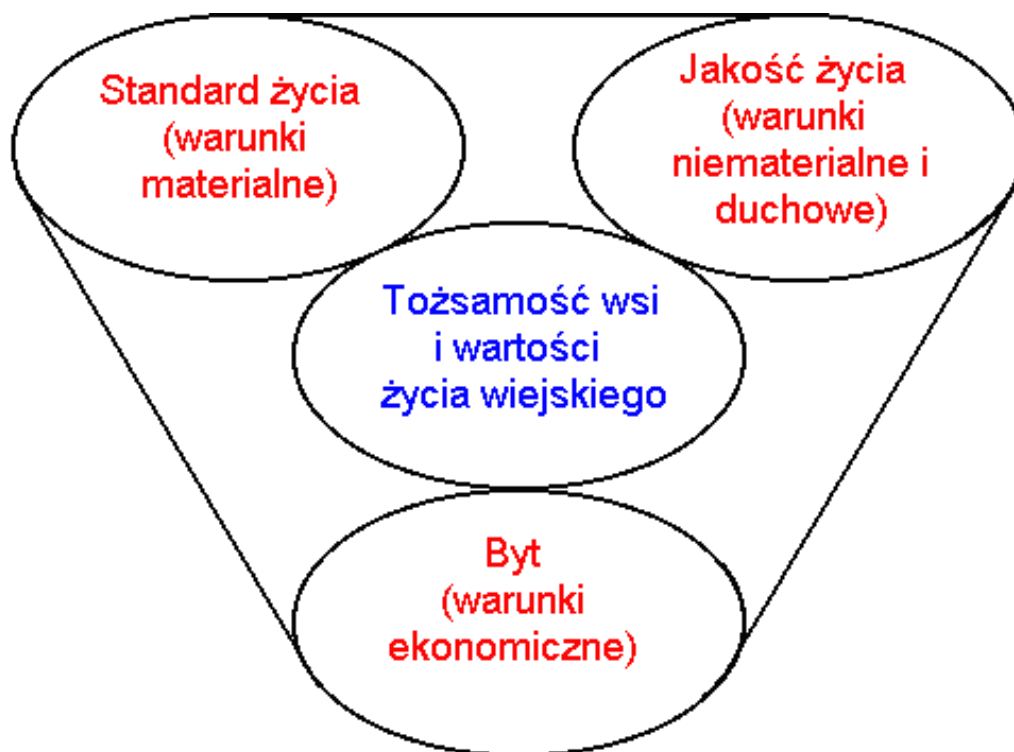 Standard życia
(warunki
materialne)
Jakość życia
(warunki
niematerialne i
duchowe)
Tożsamość wsi
i wartości
życia wiejskiego
Byt
(warunki
ekonomiczne)